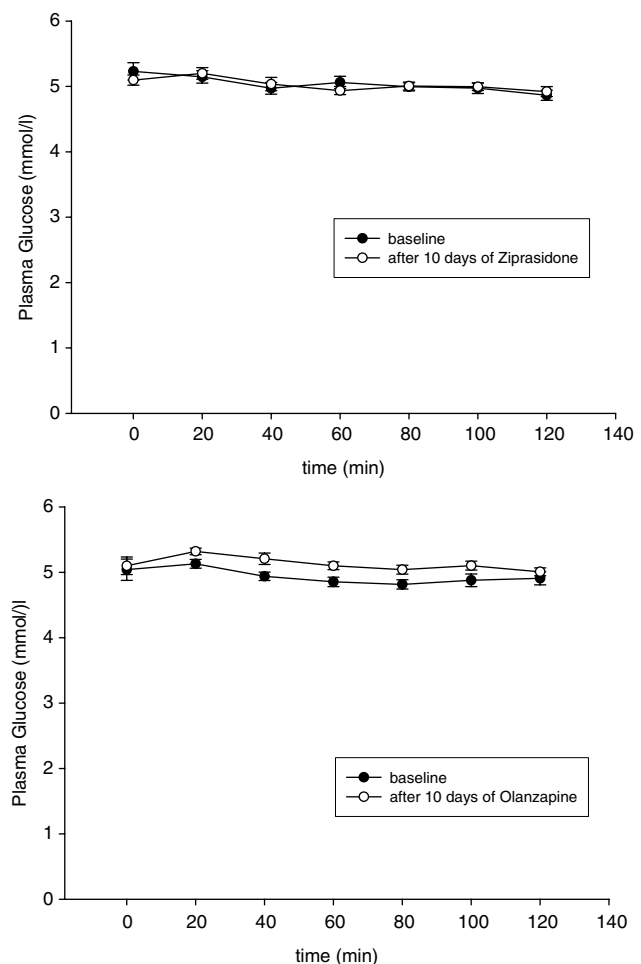 6
5
4
3
2
1
0
Plasma Glucose (mmol/l)
baseline
after 10 days of Ziprasidone
0 20 40 60 80 100 120 140
time (min)
6
5
4
3
2
1
0
Plasma Glucose (mmol/)l
baseline
after 10 days of Olanzapine
0 20 40 60 80 100 120 140
time (min)